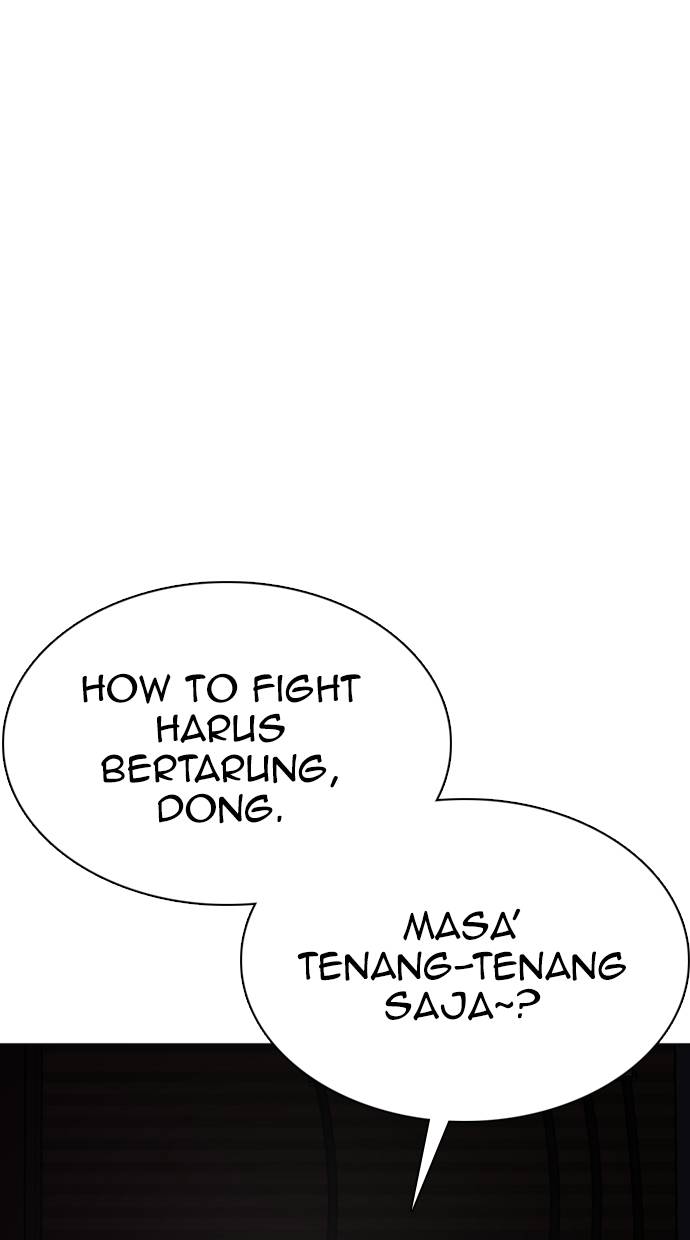 HOW TO FIGHT
HARUS
BERTARUNG,
DONG.
MASA'
TENANG-TENANG
SAJA~?